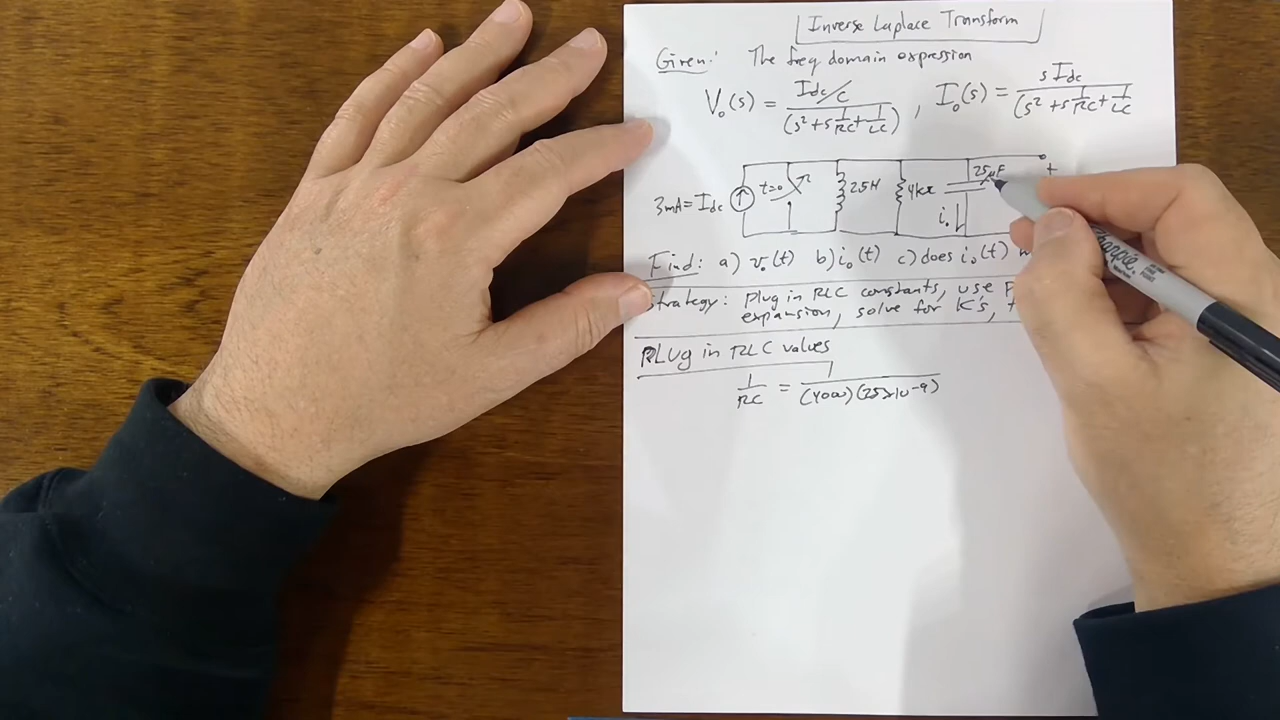 Inverse Laplace Transform
Given: The freq domain expression
V₀(s) = (Idc/C) / (s² + s 1/RC + 1/LC) , I₀(s) = s Idc / (s² + s 1/RC + 1/LC)
3mA = Idc t=0 25H 4kΩ 25 F +
i₀ ↓
Find: a) v₀(t) b) i₀(t) c) does i₀(t)
Strategy: plug in RLC constants, use
expansion, solve for K's,
PLUG in RLC values
1/RC = 1 / (4000)(25x10-9)
Sharpie.